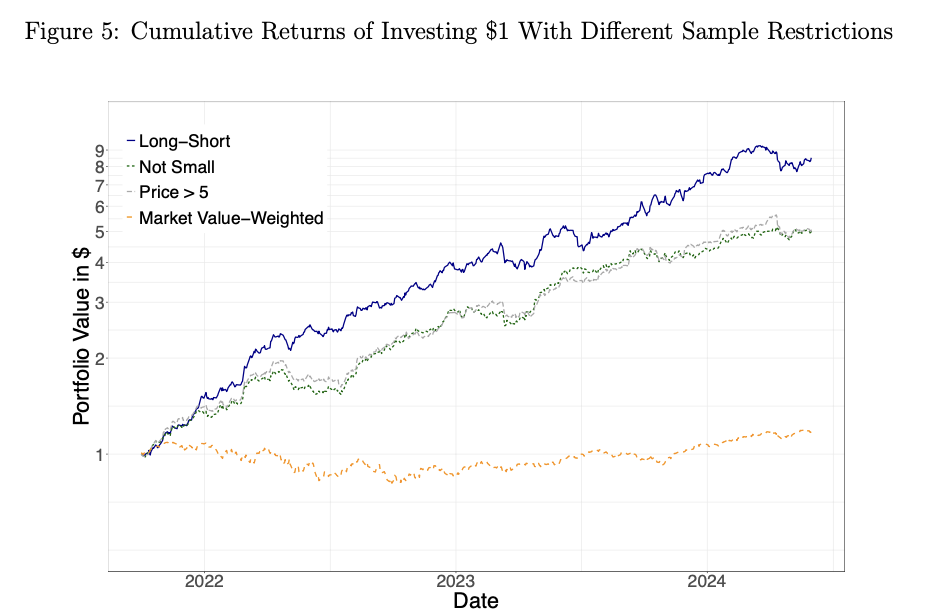 Figure 5: Cumulative Returns of Investing $1 With Different Sample Restrictions
Long–Short
Not Small
Price > 5
Market Value–Weighted
9
8
7
6
5
4
3
2
1
Portfolio Value in $
2022
2023
2024
Date